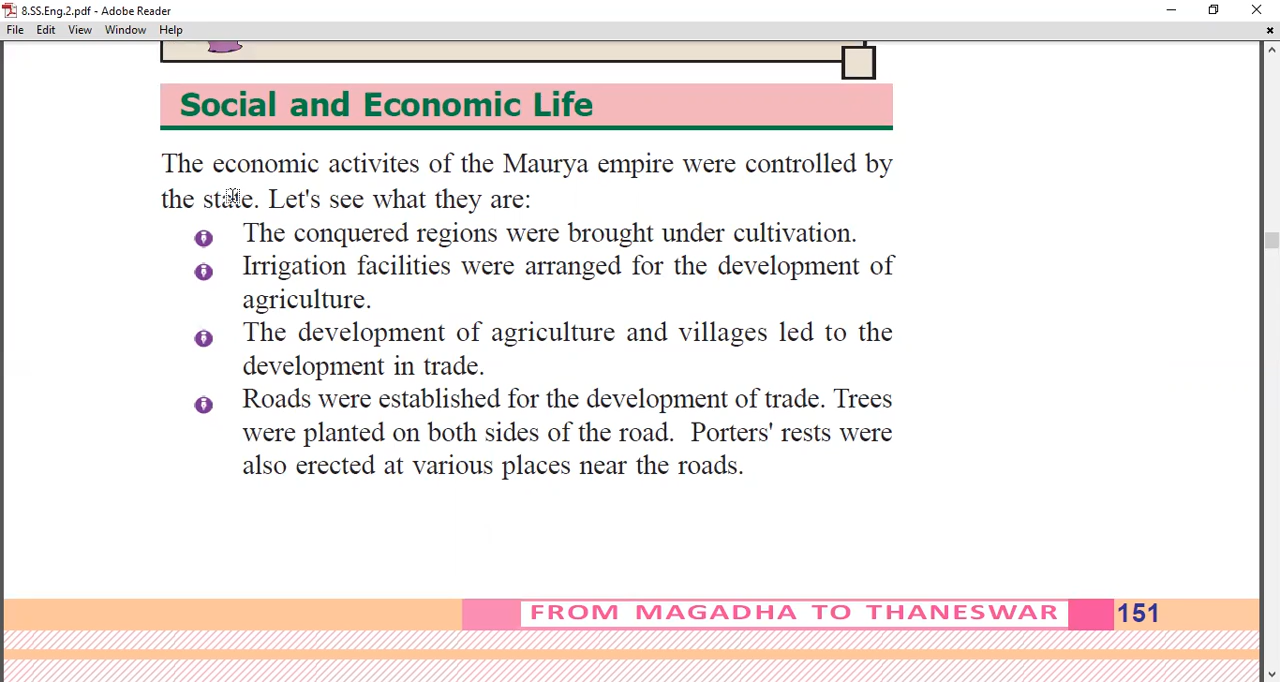 8.SS.Eng.2.pdf - Adobe Reader
File Edit View Window Help
Social and Economic Life
The economic activites of the Maurya empire were controlled by
the state. Let's see what they are:
The conquered regions were brought under cultivation.
Irrigation facilities were arranged for the development of
agriculture.
The development of agriculture and villages led to the
development in trade.
Roads were established for the development of trade. Trees
were planted on both sides of the road. Porters' rests were
also erected at various places near the roads.
FROM MAGADHA TO THANESWAR 151